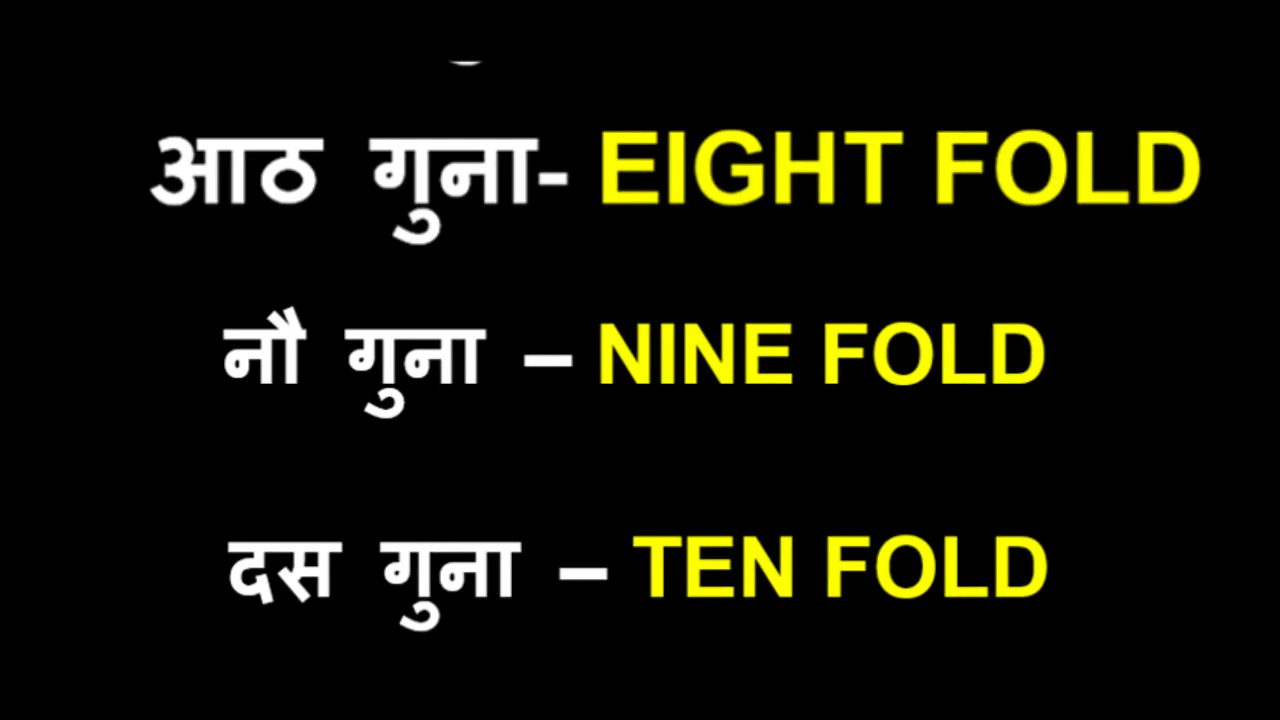 आठ गुना- EIGHT FOLD
नौ गुना – NINE FOLD
दस गुना – TEN FOLD